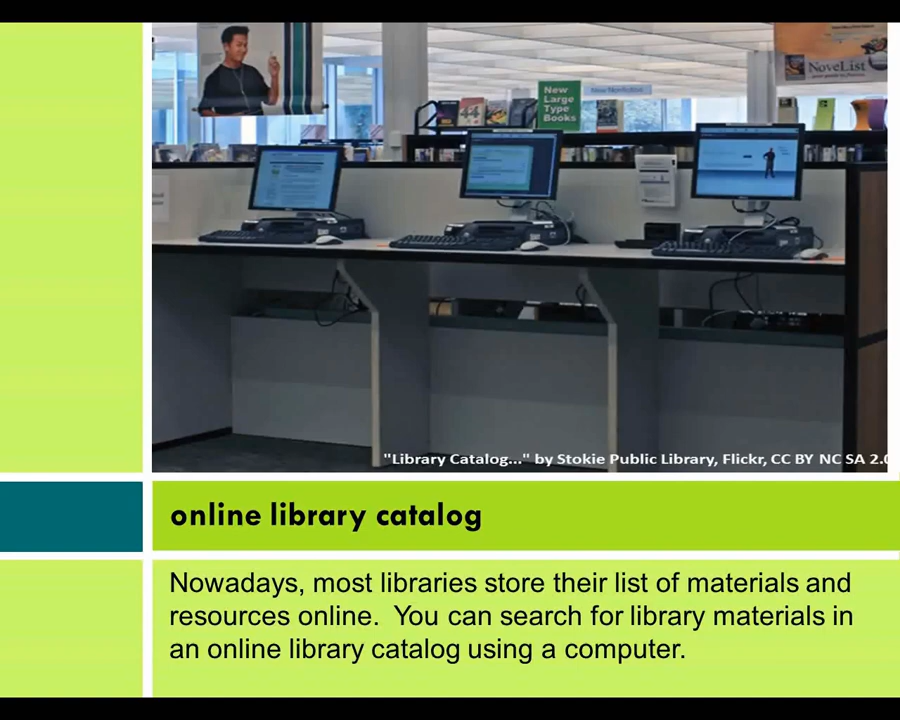 New
Large
Type
Books
New Nonfiction
NoveList
"Library Catalog..." by Stokie Public Library, Flickr, CC BY NC SA 2.0
online library catalog
Nowadays, most libraries store their list of materials and
resources online.  You can search for library materials in
an online library catalog using a computer.